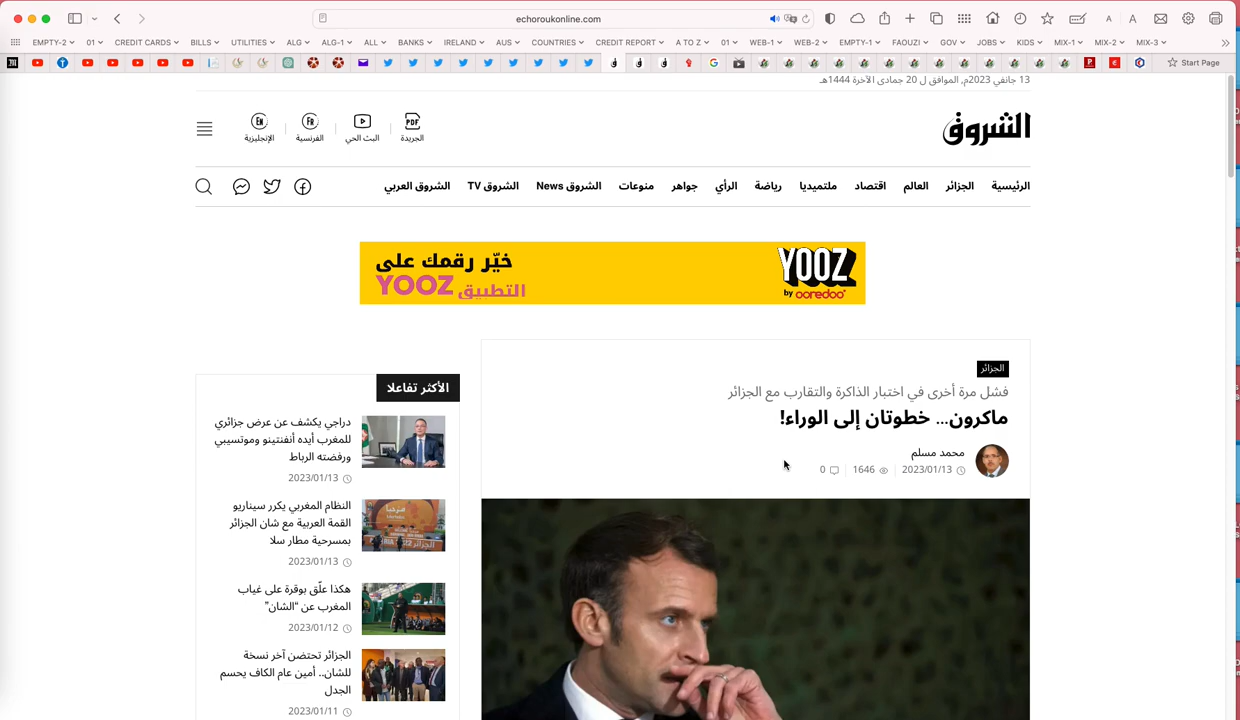 echoroukonline.com
A A
EMPTY-2 01 CREDIT CARDS BILLS UTILITIES ALG ALG-1 ALL BANKS IRELAND AUS COUNTRIES CREDIT REPORT A TO Z 01 WEB-1 WEB-2 EMPTY-1 FAOUZI GOV JOBS KIDS MIX-1 MIX-2 MIX-3
Start Page
13 جانفي 2023م, الموافق ل 20 جمادى الآخرة 1444هـ
الشروق
PDF FR EN
الجريدة البث الحي الفرنسية الإنجليزية
الرئيسية الجزائر العالم اقتصاد ملتميديا رياضة الرأي جواهر منوعات الشروق News الشروق TV الشروق العربي
خيّر رقمك على
التطبيق YOOZ
YOOZ
by ooredoo
الجزائر
فشل مرة أخرى في اختبار الذاكرة والتقارب مع الجزائر
ماكرون... خطوتان إلى الوراء!
محمد مسلم
2023/01/13 1646 0
الأكثر تفاعلا
دراجي يكشف عن عرض جزائري
للمغرب أيده أنفنتينو وموتسيبي
ورفضته الرباط
2023/01/13
النظام المغربي يكرر سيناريو
القمة العربية مع شان الجزائر
بمسرحية مطار سلا
2023/01/13
هكذا علّق بوقرة على غياب
المغرب عن “الشان”
2023/01/12
الجزائر تحتضن آخر نسخة
للشان.. أمين عام الكاف يحسم
الجدل
2023/01/11